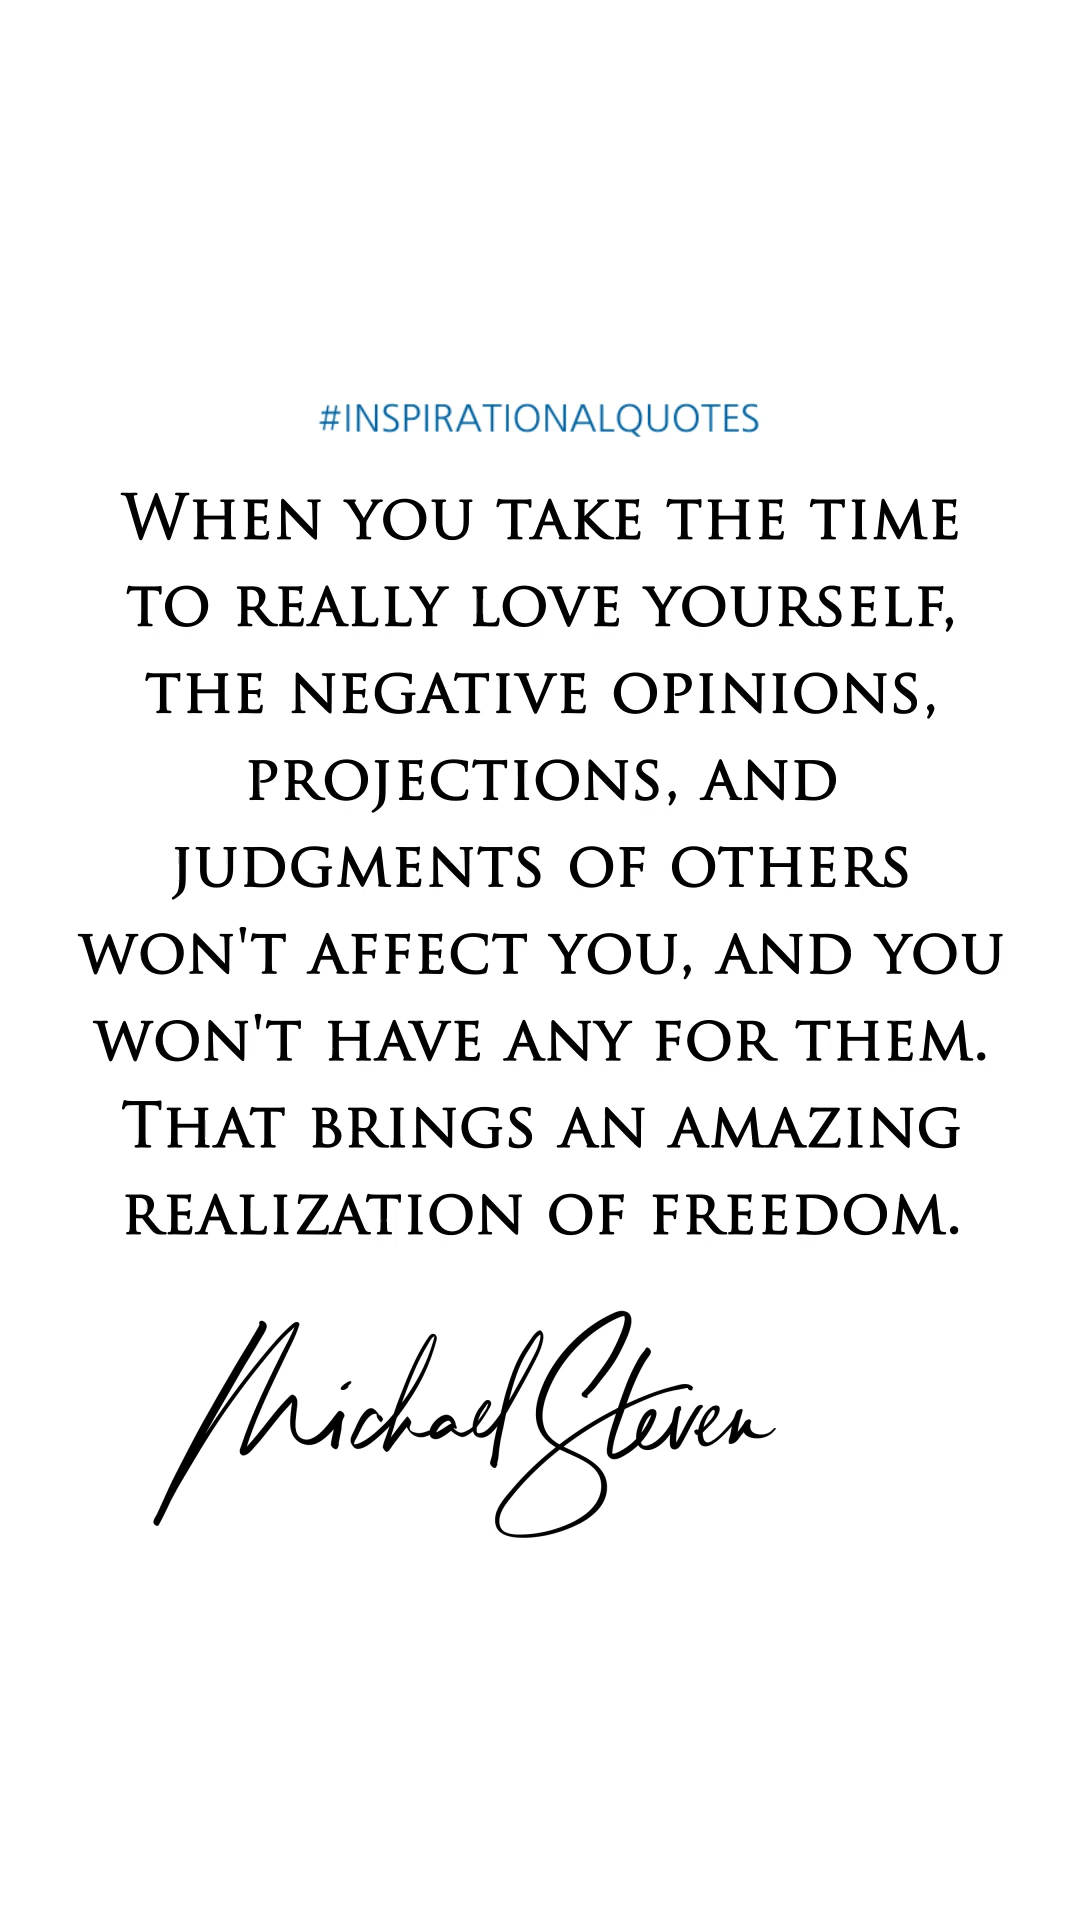 #INSPIRATIONALQUOTES
When you take the time
to really love yourself,
the negative opinions,
projections, and
judgments of others
won't affect you, and you
won't have any for them.
That brings an amazing
realization of freedom.
Michael Steven